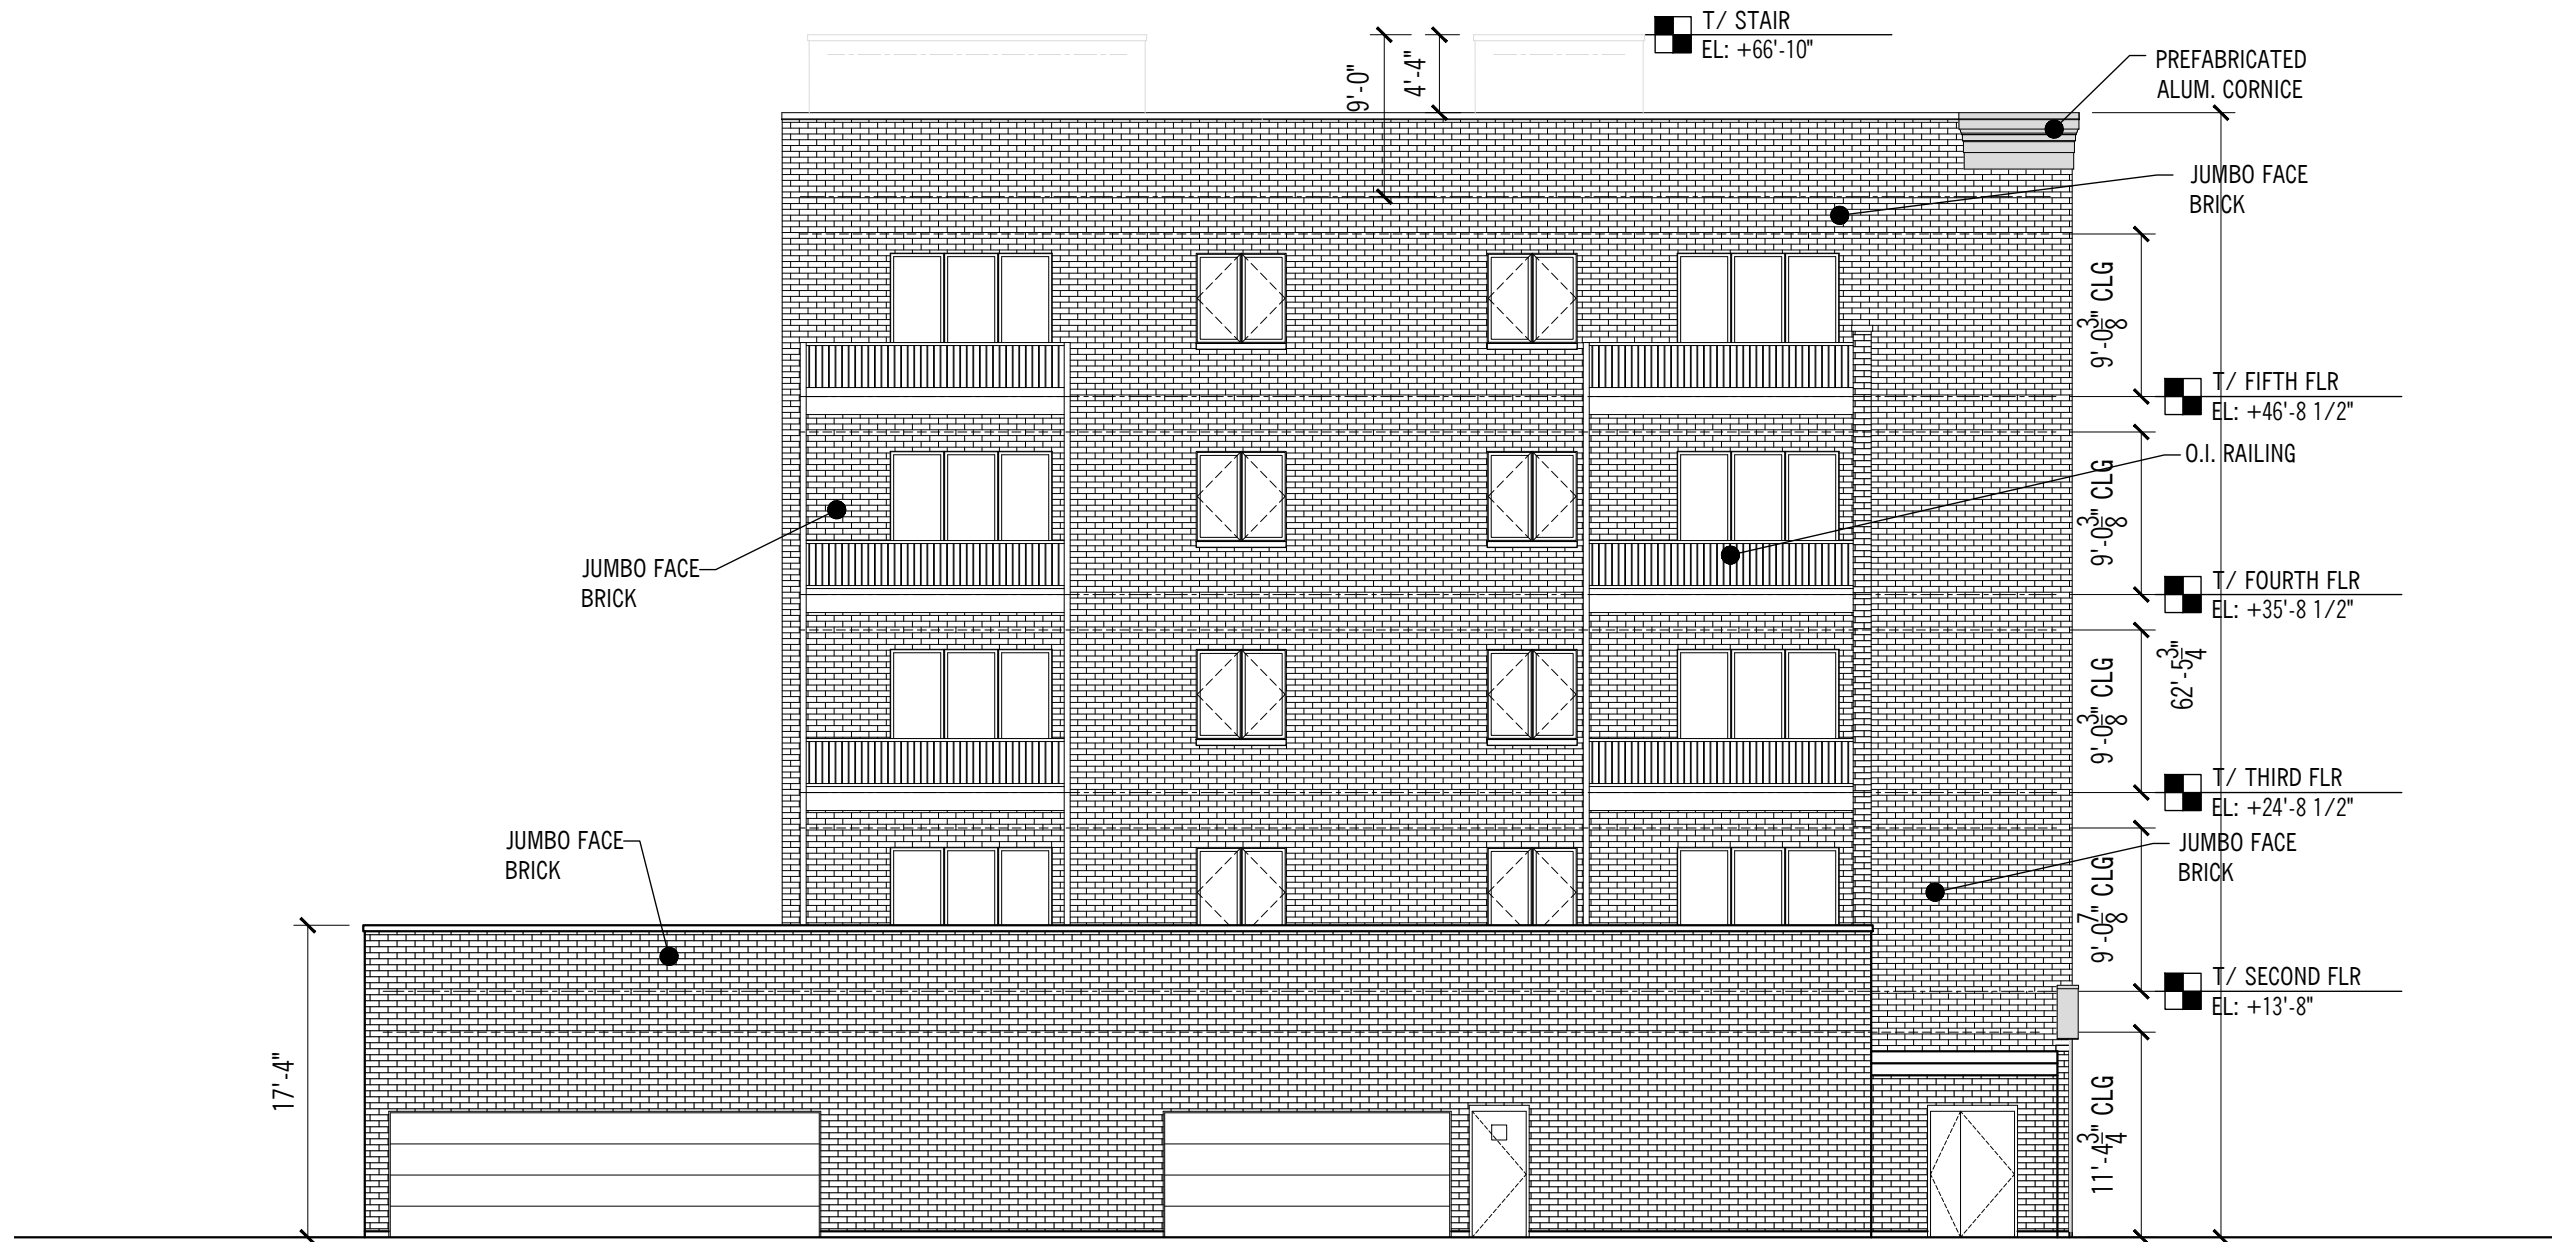 T/ STAIR
EL: +66'-10"
9'-0"
4'-4"
PREFABRICATED
ALUM. CORNICE
JUMBO FACE
BRICK
9'-0 3/8" CLG
T/ FIFTH FLR
EL: +46'-8 1/2"
O.I. RAILING
9'-0 3/8" CLG
JUMBO FACE
BRICK
T/ FOURTH FLR
EL: +35'-8 1/2"
62'-5 3/4"
9'-0 3/8" CLG
T/ THIRD FLR
EL: +24'-8 1/2"
JUMBO FACE
BRICK
JUMBO FACE
BRICK
9'-0 7/8" CLG
T/ SECOND FLR
EL: +13'-8"
17'-4"
11'-4 3/4" CLG